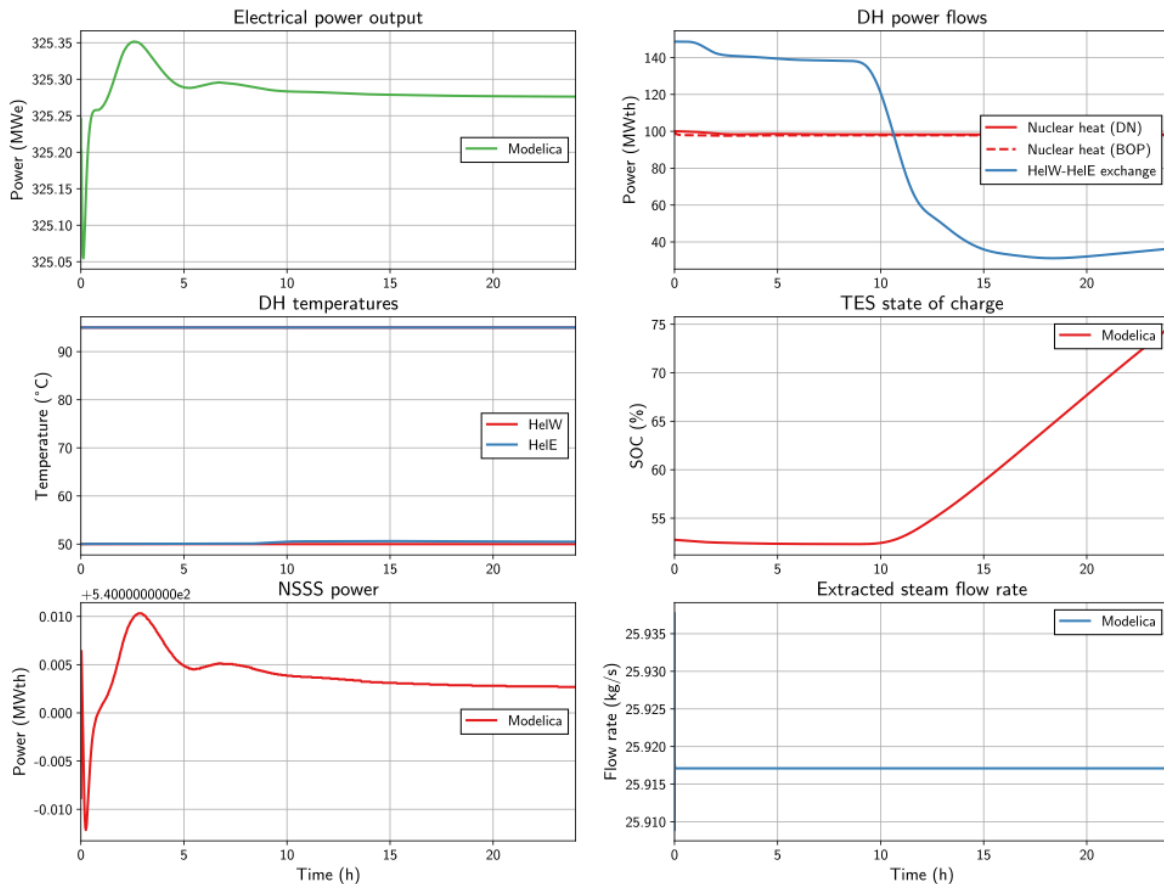 Electrical power output
325.35
325.30
325.25
325.20
325.15
325.10
325.05
Power (MWe)
Modelica
0 5 10 15 20
DH power flows
140
120
100
80
60
40
Power (MWth)
Nuclear heat (DN)
Nuclear heat (BOP)
HelW-HelE exchange
0 5 10 15 20
DH temperatures
90
80
70
60
50
Temperature (°C)
HelW
HelE
0 5 10 15 20
TES state of charge
75
70
65
60
55
SOC (%)
Modelica
0 5 10 15 20
NSSS power
+5.4000000000e2
0.010
0.005
0.000
-0.005
-0.010
Power (MWth)
Modelica
0 5 10 15 20
Time (h)
Extracted steam flow rate
25.935
25.930
25.925
25.920
25.915
25.910
Flow rate (kg/s)
Modelica
0 5 10 15 20
Time (h)